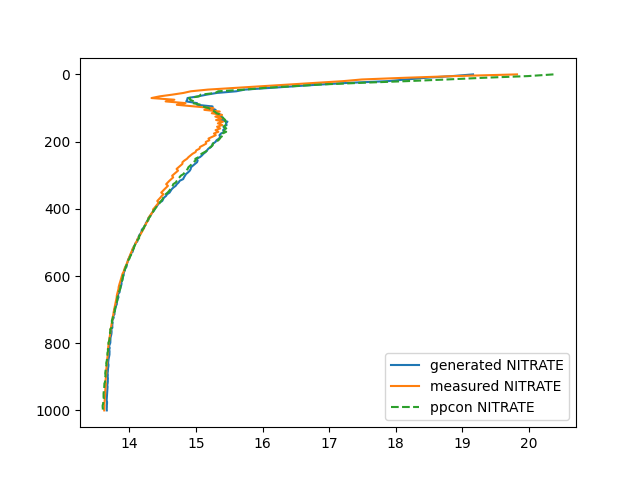 0
200
400
600
800
1000
14 15 16 17 18 19 20
generated NITRATE
measured NITRATE
ppcon NITRATE